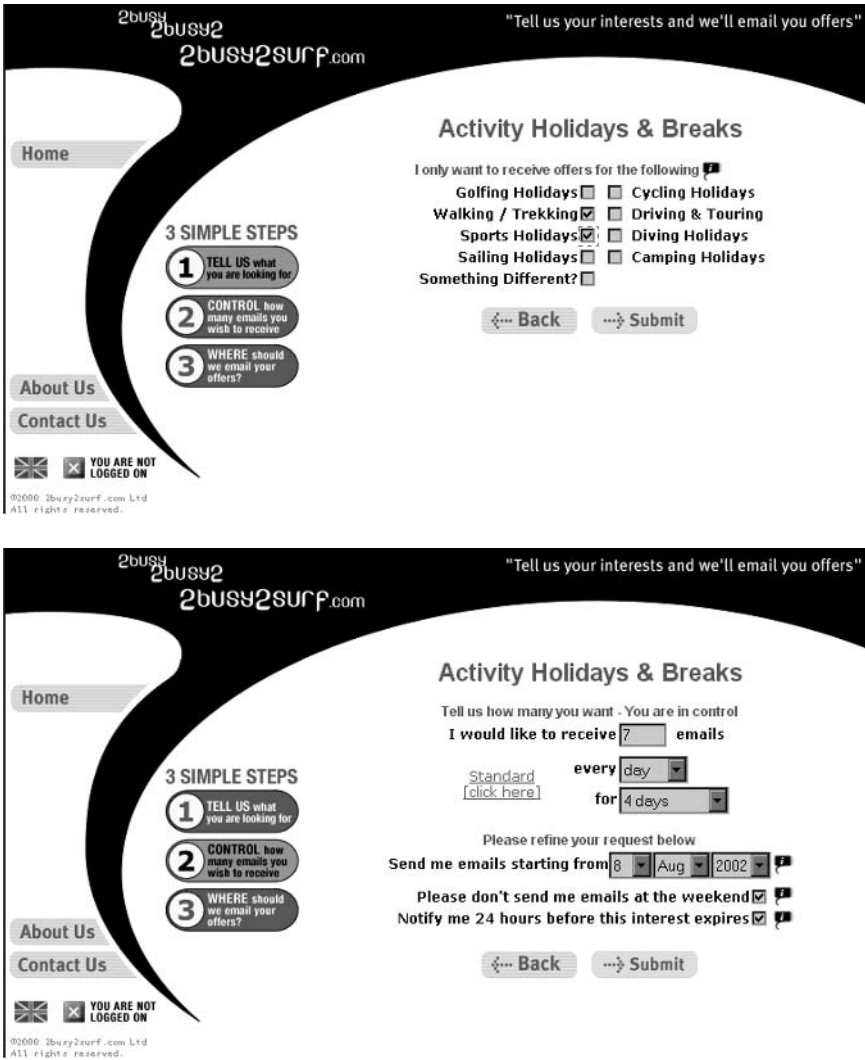 2busy
2busy2
2busy2surf.com
"Tell us your interests and we'll email you offers"
Activity Holidays & Breaks
Home
I only want to receive offers for the following
Golfing Holidays Cycling Holidays
Walking / Trekking Driving & Touring
Sports Holidays Diving Holidays
Sailing Holidays Camping Holidays
Something Different?
Back Submit
3 SIMPLE STEPS
1 TELL US what
you are looking for
2 CONTROL how
many emails you
wish to receive
3 WHERE should
we email your
offers?
About Us
Contact Us
YOU ARE NOT
LOGGED ON
©2000 2busy2surf.com Ltd
All rights reserved.
2busy
2busy2
2busy2surf.com
"Tell us your interests and we'll email you offers"
Activity Holidays & Breaks
Home
Tell us how many you want - You are in control
I would like to receive 7 emails
Standard
[click here]
every day
for 4 days
Please refine your request below
Send me emails starting from 8 Aug 2002
Please don't send me emails at the weekend
Notify me 24 hours before this interest expires
Back Submit
3 SIMPLE STEPS
1 TELL US what
you are looking for
2 CONTROL how
many emails you
wish to receive
3 WHERE should
we email your
offers?
About Us
Contact Us
YOU ARE NOT
LOGGED ON
©2000 2busy2surf.com Ltd
All rights reserved.